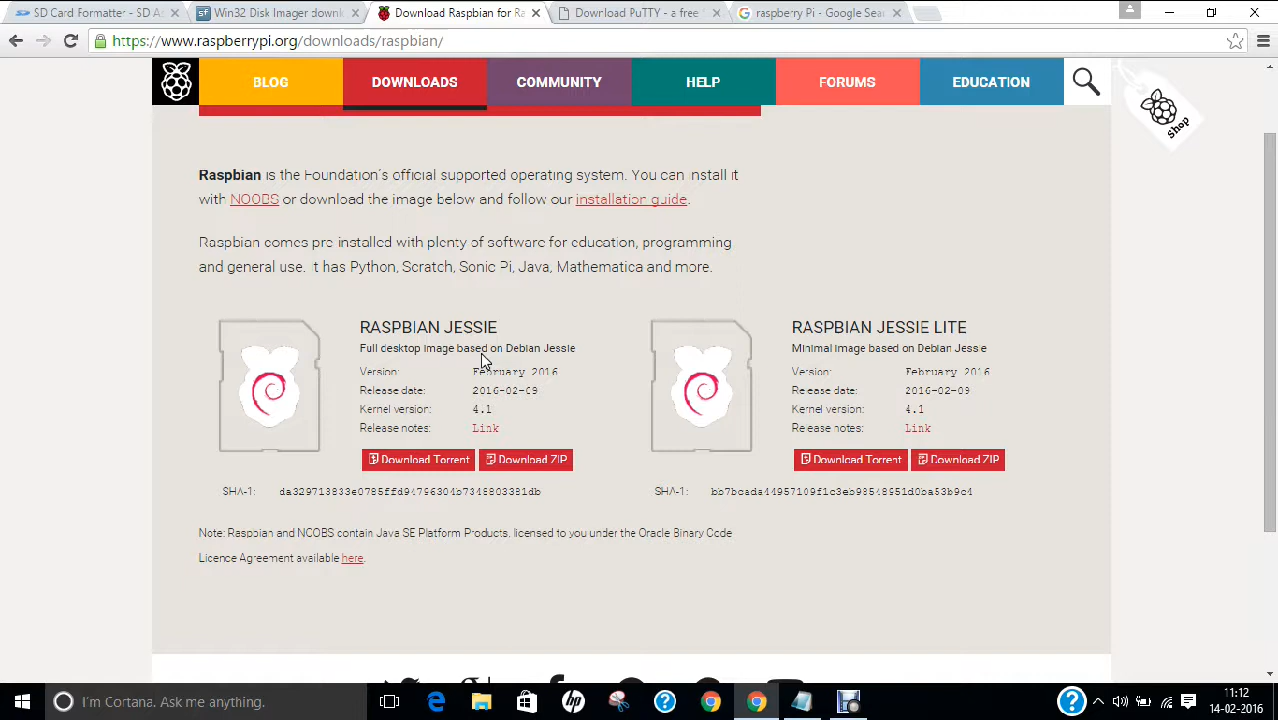 SD Card Formatter - SD As
Win32 Disk Imager downl
Download Raspbian for Ra
Download PuTTY - a free
raspberry Pi - Google Sea
https://www.raspberrypi.org/downloads/raspbian/
BLOG
DOWNLOADS
COMMUNITY
HELP
FORUMS
EDUCATION
shop
Raspbian is the Foundation's official supported operating system. You can install it
with NOOBS or download the image below and follow our installation guide.
Raspbian comes pre installed with plenty of software for education, programming
and general use. It has Python, Scratch, Sonic Pi, Java, Mathematica and more.
RASPBIAN JESSIE
Full desktop image based on Debian Jessie
Version: February 2016
Release date: 2016-02-09
Kernel version: 4.1
Release notes: Link
Download Torrent
Download ZIP
SHA-1: da329713833e0785ffd94796304b7348803381db
RASPBIAN JESSIE LITE
Minimal image based on Debian Jessie
Version: February 2016
Release date: 2016-02-09
Kernel version: 4.1
Release notes: Link
Download Torrent
Download ZIP
SHA-1:
Note: Raspbian and NOOBS contain Java SE Platform Products, licensed to you under the Oracle Binary Code
Licence Agreement available here.
I'm Cortana. Ask me anything.
11:12
14-02-2016